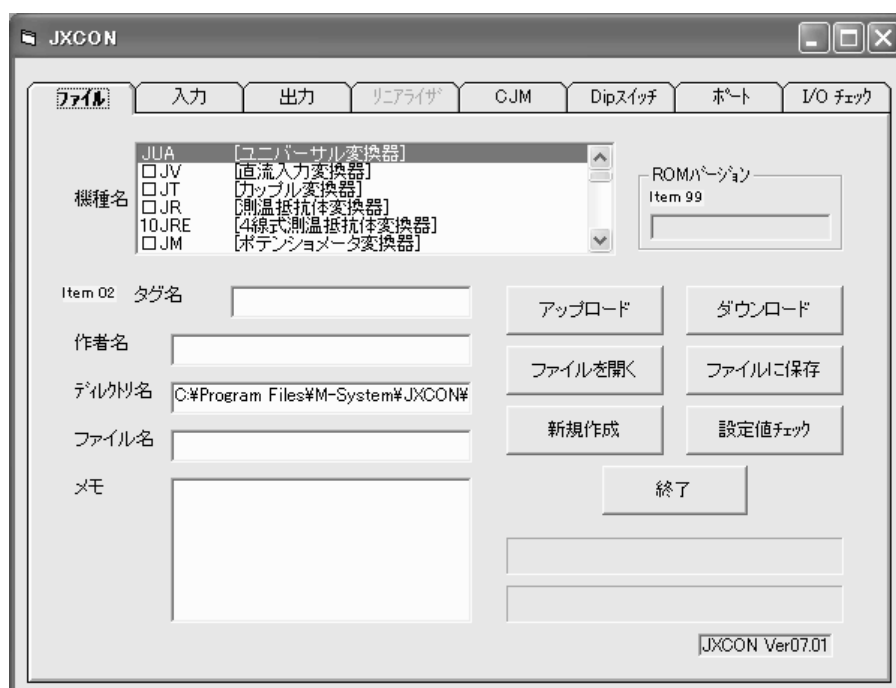 JXCON
ファイル 入力 出力 リニアライザ CJM Dipスイッチ ポート I/O チェック
機種名
JUA [ユニバーサル変換器]
□JV [直流入力変換器]
□JT [カップル変換器]
□JR [測温抵抗体変換器]
10JRE [4線式測温抵抗体変換器]
□JM [ポテンショメータ変換器]
ROMバージョン
Item 99
Item 02 タグ名
作者名
ディレクトリ名 C:¥Program Files¥M-System¥JXCON¥
ファイル名
メモ
アップロード ダウンロード
ファイルを開く ファイルに保存
新規作成 設定値チェック
終了
JXCON Ver07.01